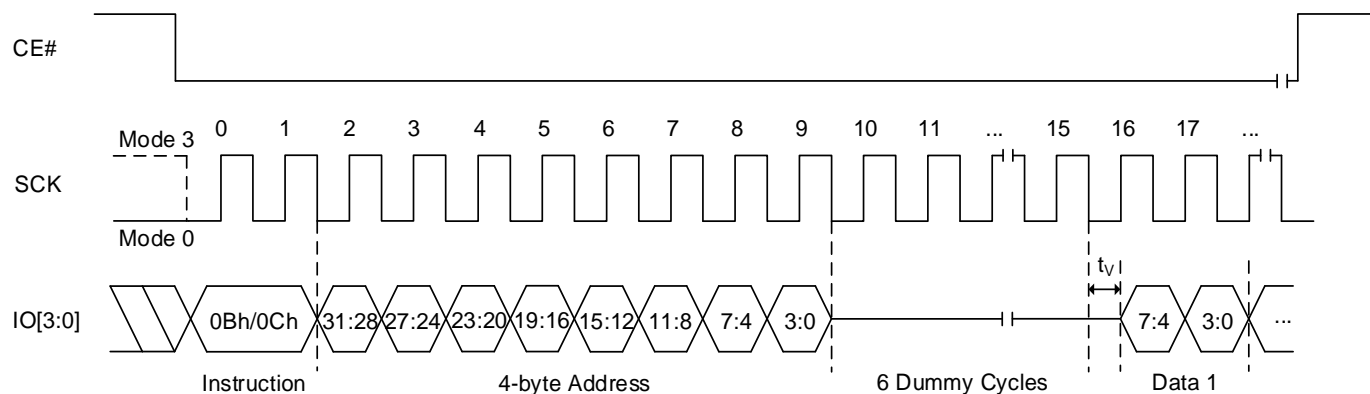 CE#
Mode 3 0 1 2 3 4 5 6 7 8 9 10 11 ... 15 16 17 ...
SCK
Mode 0
tV
IO[3:0] 0Bh/0Ch 31:28 27:24 23:20 19:16 15:12 11:8 7:4 3:0 7:4 3:0 ...
Instruction 4-byte Address 6 Dummy Cycles Data 1